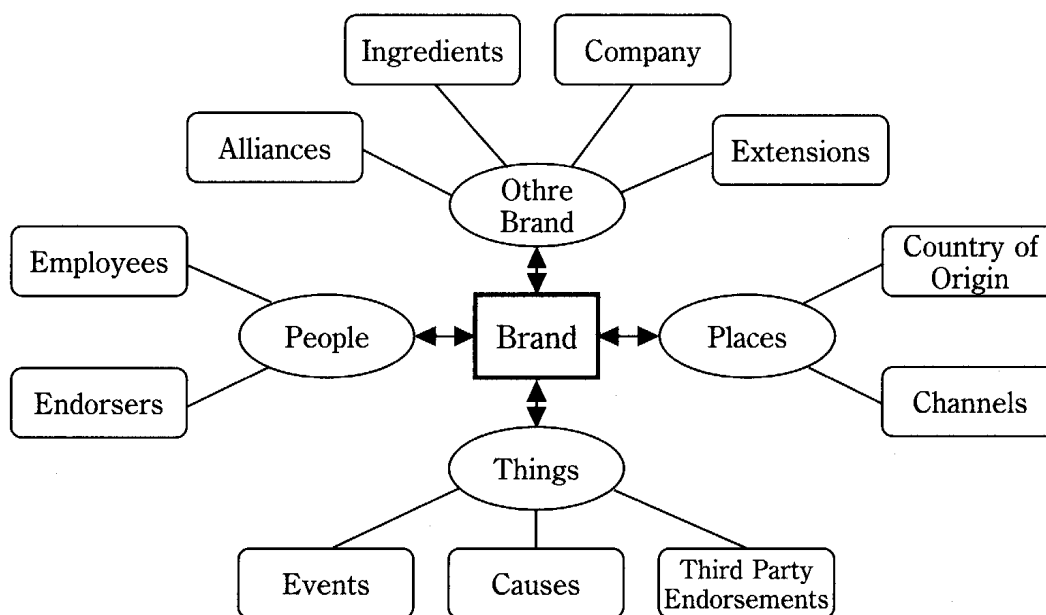 Ingredients
Company
Alliances
Extensions
Othre
Brand
Employees
Country of
Origin
People
Brand
Places
Endorsers
Channels
Things
Events
Causes
Third Party
Endorsements